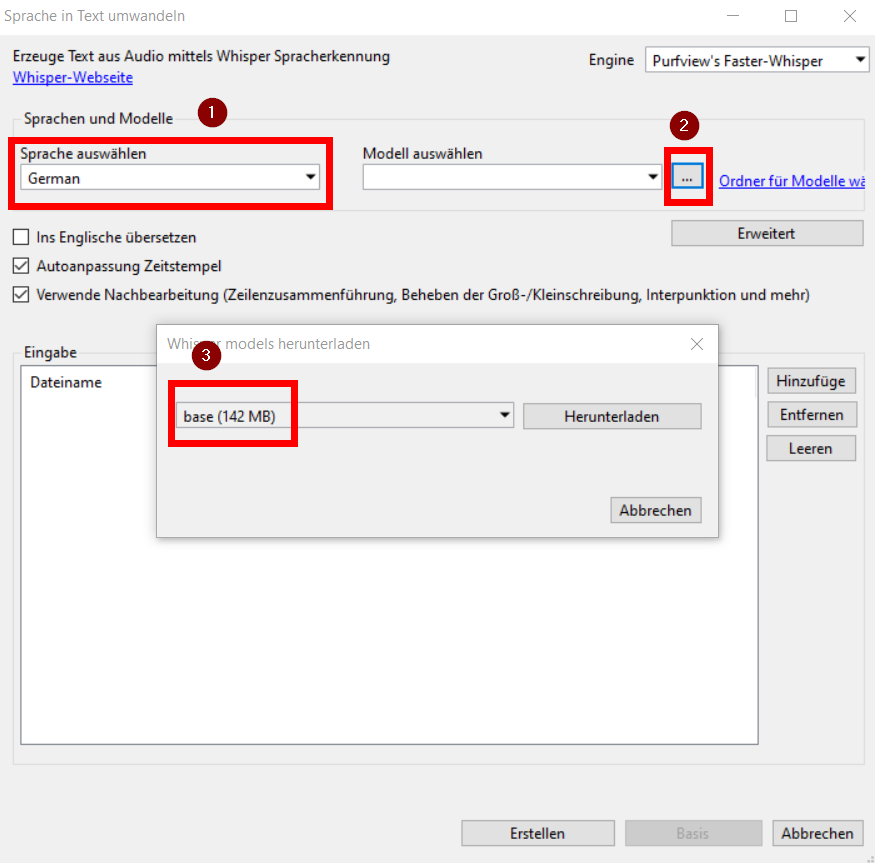 Sprache in Text umwandeln
Erzeuge Text aus Audio mittels Whisper Spracherkennung
Whisper-Webseite
Engine
Purfview's Faster-Whisper
Sprachen und Modelle
1
2
Sprache auswählen
German
Modell auswählen
...
Ordner für Modelle wä
Ins Englische übersetzen
Erweitert
Autoanpassung Zeitstempel
Verwende Nachbearbeitung (Zeilenzusammenführung, Beheben der Groß-/Kleinschreibung, Interpunktion und mehr)
Eingabe
Dateiname
Hinzufüge
Entfernen
Leeren
models herunterladen
3
base (142 MB)
Herunterladen
Abbrechen
Erstellen
Basis
Abbrechen